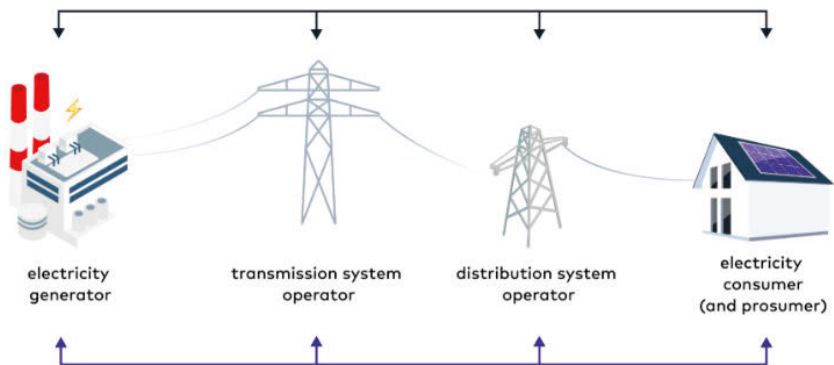 electricity
generator
transmission system
operator
distribution system
operator
electricity
consumer
(and prosumer)